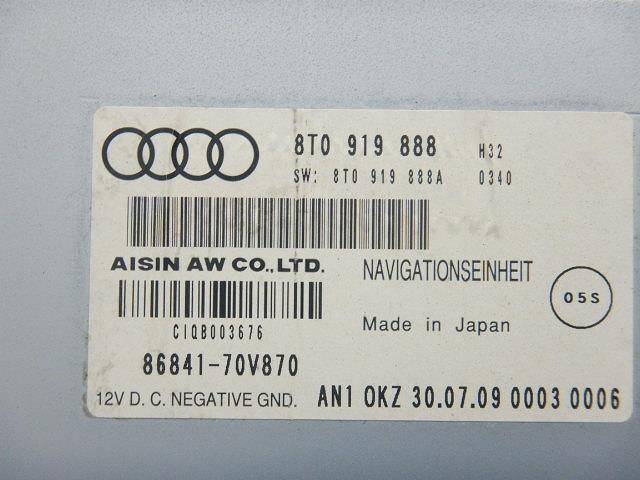 8T0 919 888 H32
SW: 8T0 919 888A 0340
AISIN AW CO.,LTD. NAVIGATIONSEINHEIT
05S
CIQB003676 Made in Japan
86841-70V870
12V D. C. NEGATIVE GND. AN1 0KZ 30.07.09 0003 0006